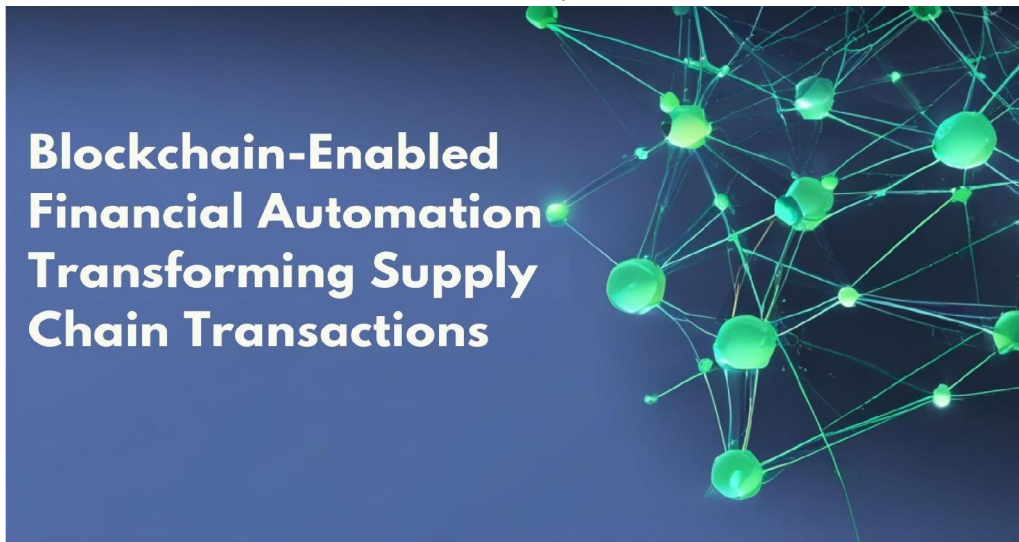 Blockchain-Enabled
Financial Automation
Transforming Supply
Chain Transactions